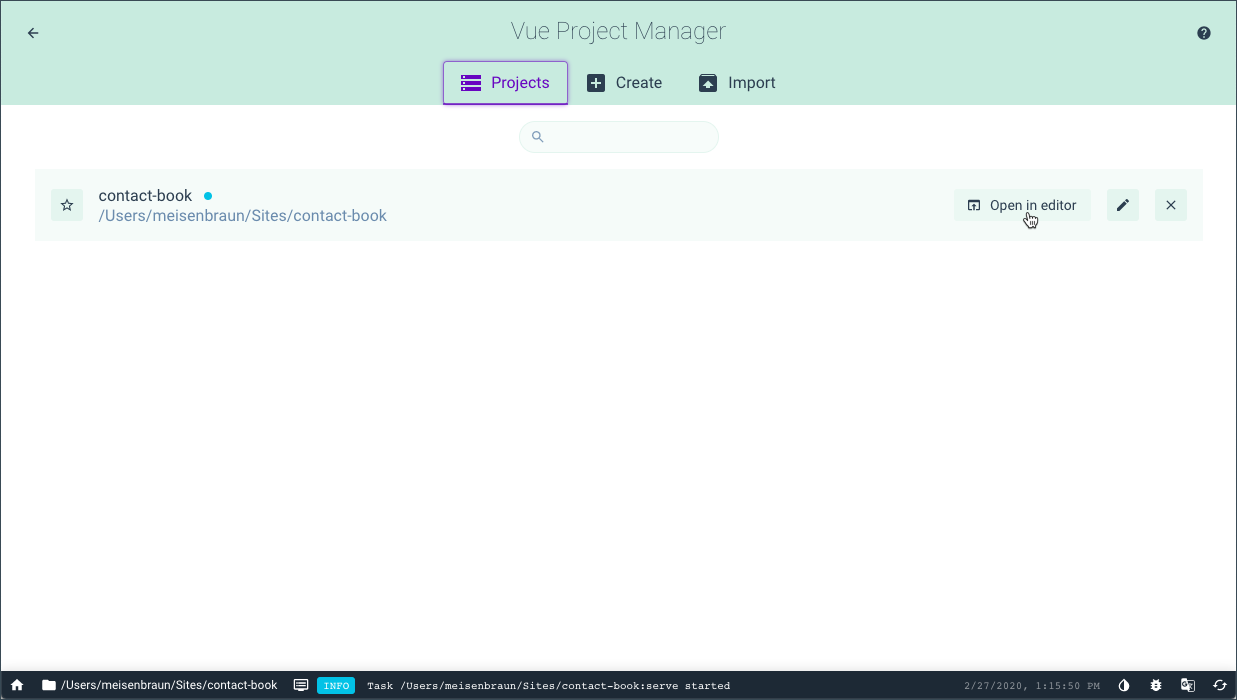 Vue Project Manager
Projects Create Import
contact-book
/Users/meisenbraun/Sites/contact-book
Open in editor
/Users/meisenbraun/Sites/contact-book INFO Task /Users/meisenbraun/Sites/contact-book:serve started 2/27/2020, 1:15:50 PM